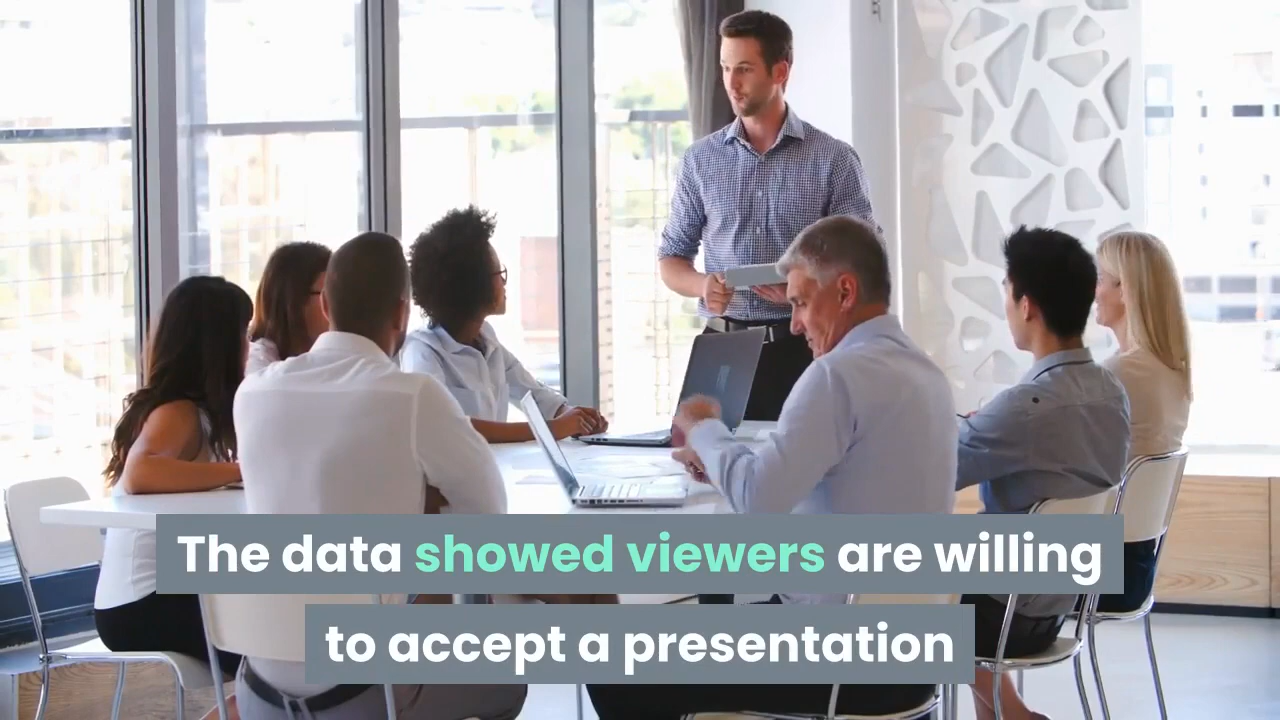 The data showed viewers are willing
to accept a presentation